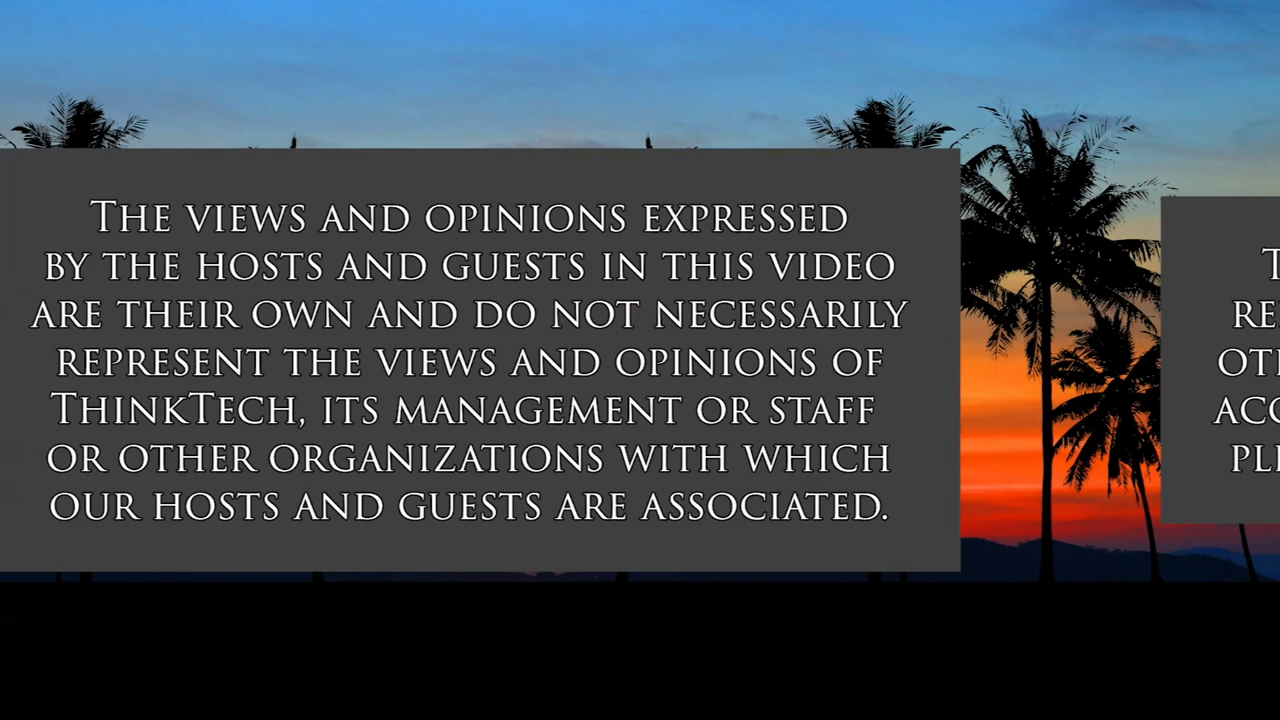 The views and opinions expressed
by the hosts and guests in this video
are their own and do not necessarily
represent the views and opinions of
ThinkTech, its management or staff
or other organizations with which
our hosts and guests are associated.